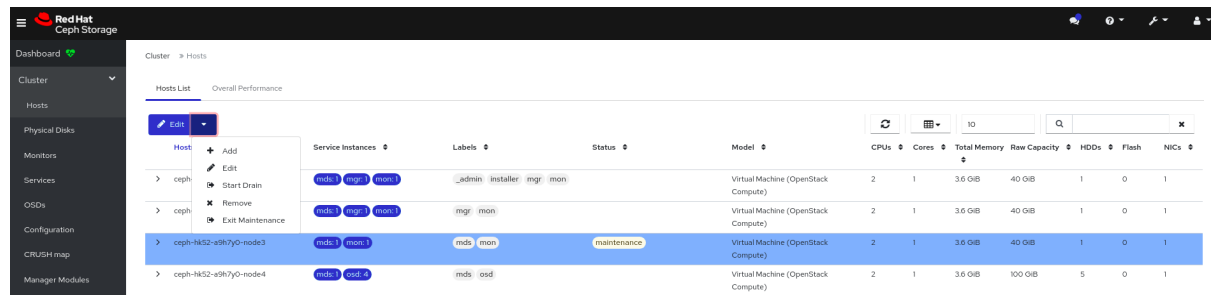 Red Hat
Ceph Storage
Dashboard
Cluster
Hosts
Physical Disks
Monitors
Services
OSDs
Configuration
CRUSH map
Manager Modules
Cluster » Hosts
Hosts List Overall Performance
Edit 10
Host Service Instances Labels Status Model CPUs Cores Total Memory Raw Capacity HDDs Flash NICs
Add
Edit
Start Drain
Remove
Exit Maintenance
ceph- mds: 1 mgr: 1 mon: 1 _admin installer mgr mon Virtual Machine (OpenStack 2 1 3.6 GiB 40 GiB 1 0 1
Compute)
ceph- mds: 1 mgr: 1 mon: 1 mgr mon Virtual Machine (OpenStack 2 1 3.6 GiB 40 GiB 1 0 1
Compute)
ceph-hk52-a9h7y0-node3 mds: 1 mon: 1 mds mon maintenance Virtual Machine (OpenStack 2 1 3.6 GiB 40 GiB 1 0 1
Compute)
ceph-hk52-a9h7y0-node4 mds: 1 osd: 4 mds osd Virtual Machine (OpenStack 2 1 3.6 GiB 100 GiB 5 0 1
Compute)